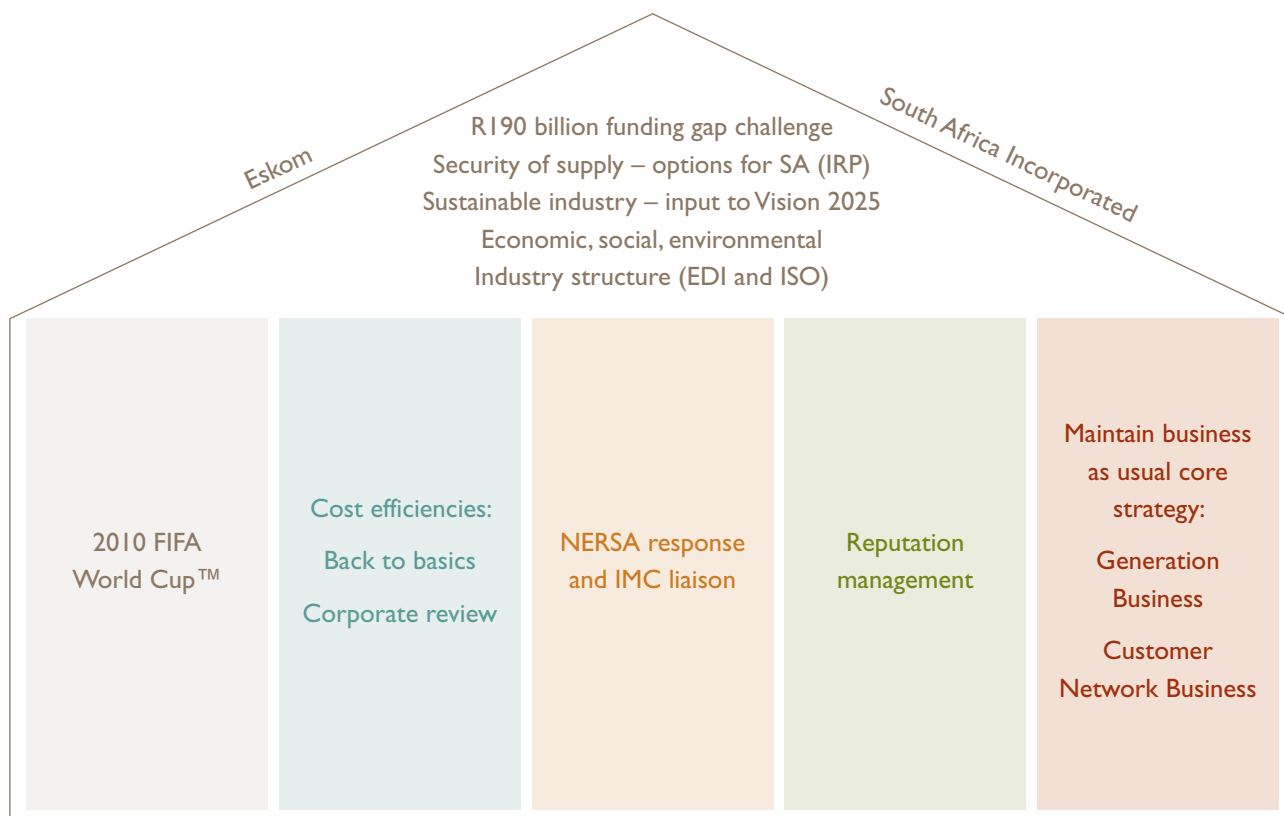 Eskom
South Africa Incorporated
R190 billion funding gap challenge
Security of supply – options for SA (IRP)
Sustainable industry – input to Vision 2025
Economic, social, environmental
Industry structure (EDI and ISO)
2010 FIFA
World Cup™
Cost efficiencies:
Back to basics
Corporate review
NERSA response
and IMC liaison
Reputation
management
Maintain business
as usual core
strategy:
Generation
Business
Customer
Network Business